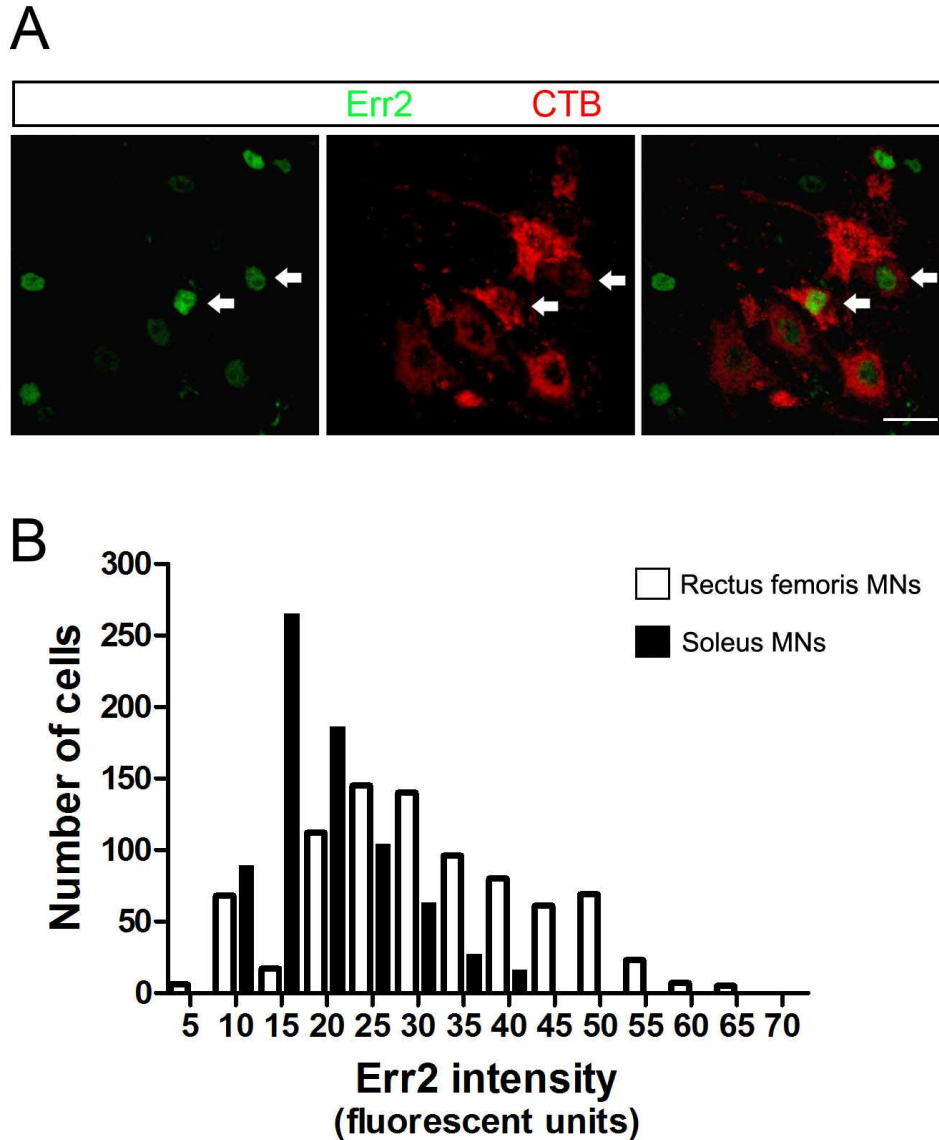 A
Err2 CTB
B
300
250
200
150
100
50
0
Number of cells
Rectus femoris MNs
Soleus MNs
5 10 15 20 25 30 35 40 45 50 55 60 65 70
Err2 intensity
(fluorescent units)